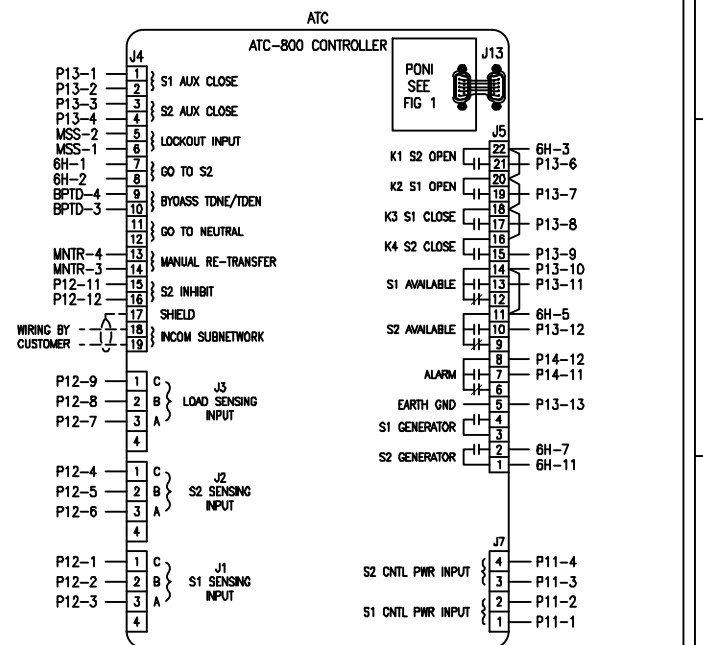 ATC
ATC-800 CONTROLLER
PONI
SEE
FIG 1
J13
J4
P13-1 1
P13-2 2
S1 AUX CLOSE
P13-3 3
P13-4 4
S2 AUX CLOSE
MSS-2 5
MSS-1 6
LOCKOUT INPUT
6H-1 7
6H-2 8
GO TO S2
BPTD-4 9
BPTD-3 10
BYOASS TDNE/TDEN
11
12
GO TO NEUTRAL
MNTR-4 13
MNTR-3 14
MANUAL RE-TRANSFER
P12-11 15
P12-12 16
S2 INHIBIT
17 SHIELD
WIRING BY
CUSTOMER
18
19
INCOM SUBNETWORK
P12-9 1 C
P12-8 2 B
P12-7 3 A
4
J3
LOAD SENSING
INPUT
P12-4 1 C
P12-5 2 B
P12-6 3 A
4
J2
S2 SENSING
INPUT
P12-1 1 C
P12-2 2 B
P12-3 3 A
4
J1
S1 SENSING
INPUT
J5
K1 S2 OPEN
22 6H-3
21 P13-6
K2 S1 OPEN
20
19 P13-7
K3 S1 CLOSE
18
17 P13-8
K4 S2 CLOSE
16
15 P13-9
S1 AVAILABLE
14 P13-10
13 P13-11
12
S2 AVAILABLE
11 6H-5
10 P13-12
9
ALARM
8 P14-12
7 P14-11
6
EARTH GND 5 P13-13
S1 GENERATOR
4
3
S2 GENERATOR
2 6H-7
1 6H-11
J7
S2 CNTL PWR INPUT
4 P11-4
3 P11-3
S1 CNTL PWR INPUT
2 P11-2
1 P11-1